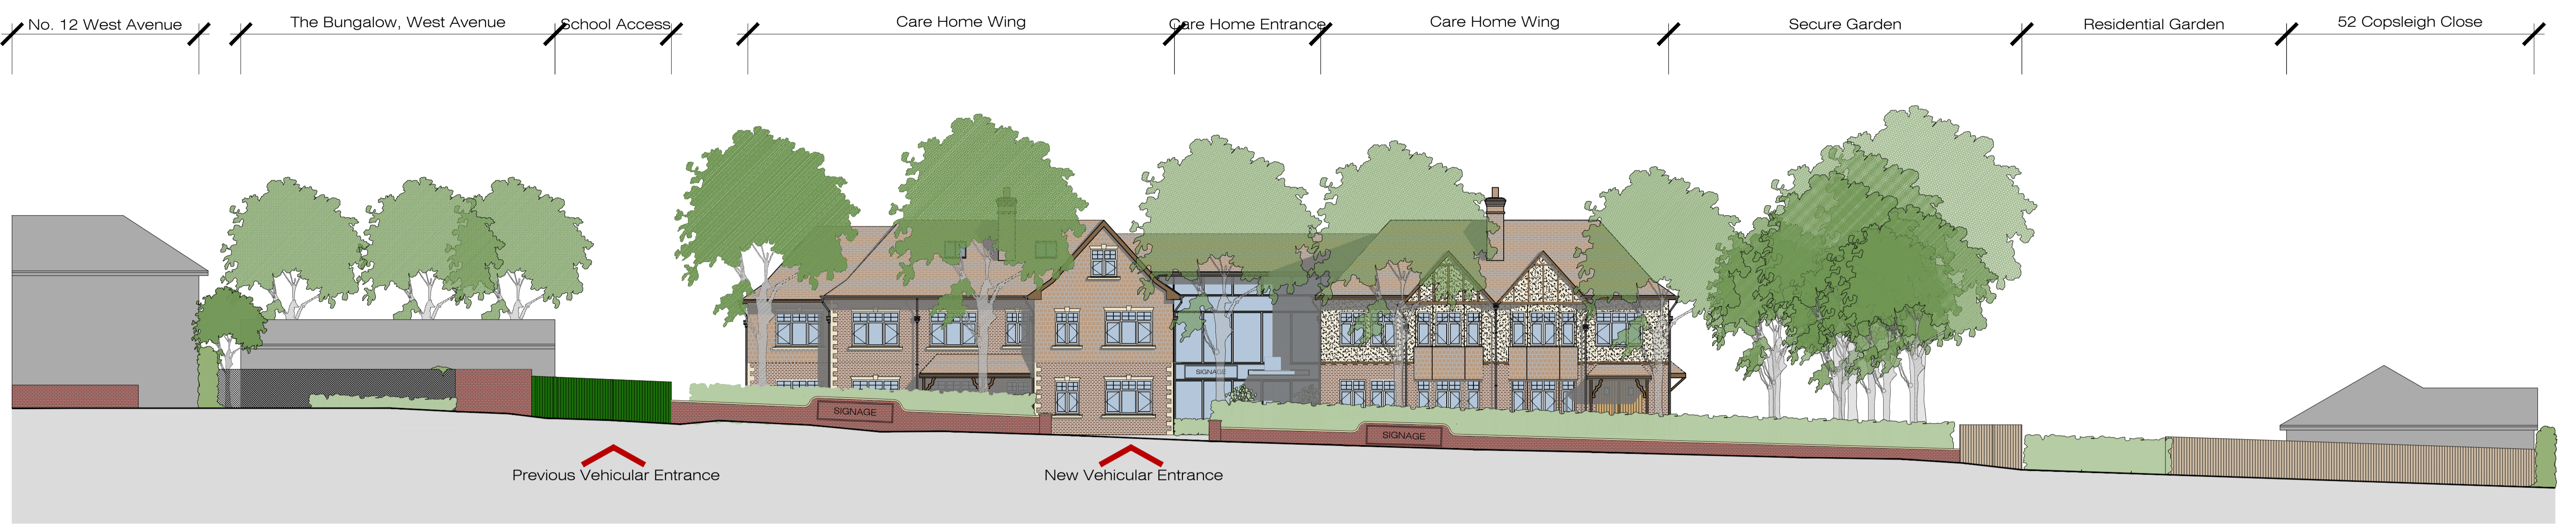 No. 12 West Avenue
The Bungalow, West Avenue
School Access
Care Home Wing
Care Home Entrance
Care Home Wing
Secure Garden
Residential Garden
52 Copsleigh Close
SIGNAGE
SIGNAGE
SIGNAGE
Previous Vehicular Entrance
New Vehicular Entrance